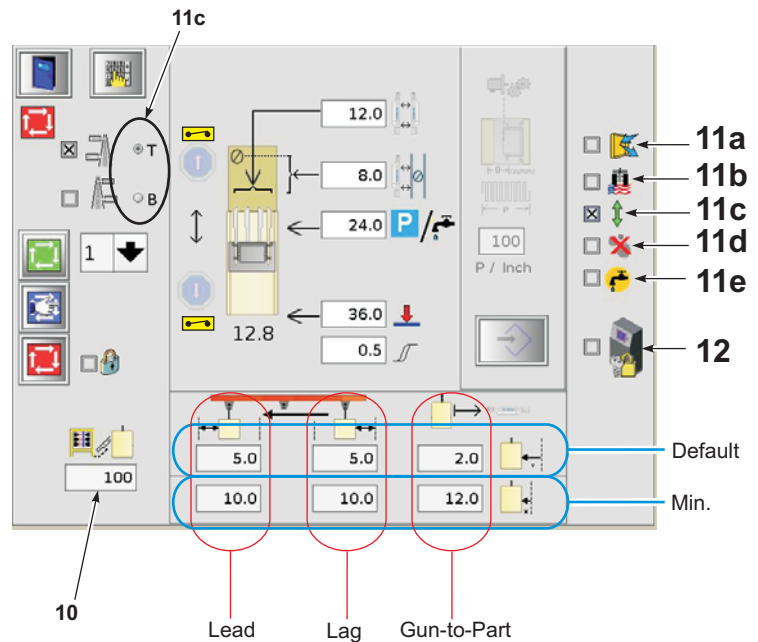 11c
T
B
1
12.0
8.0
24.0 P/
36.0
0.5
12.8
D
P
100
P / Inch
11a
11b
11c
11d
11e
12
100
10
5.0 5.0 2.0
Default
10.0 10.0 12.0
Min.
Lead Lag Gun-to-Part